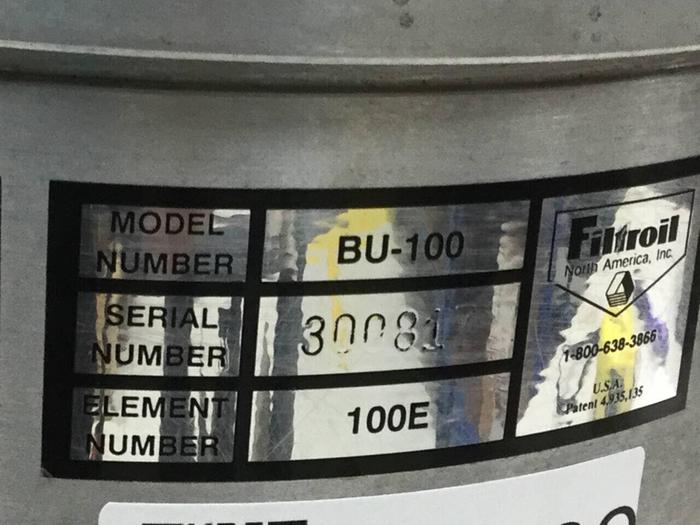 MODEL NUMBER BU-100
SERIAL NUMBER 30081
ELEMENT NUMBER 100E
Filtroil
North America, Inc.
1-800-638-3866
U.S.A.
Patent 4,935,135